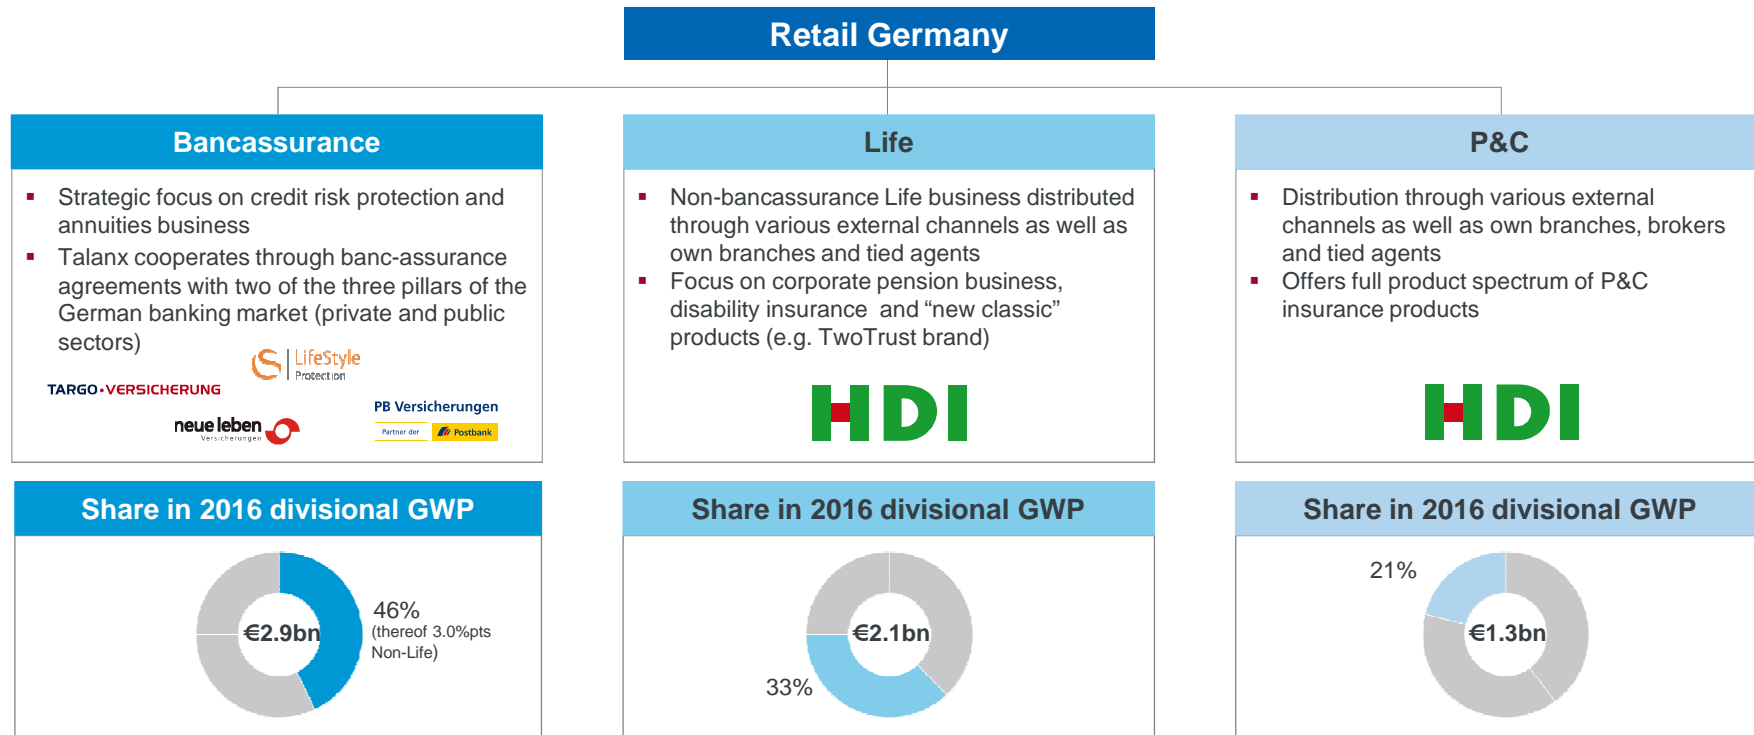 Retail Germany
Bancassurance
▪ Strategic focus on credit risk protection and
annuities business
▪ Talanx cooperates through banc-assurance
agreements with two of the three pillars of the
German banking market (private and public
sectors)
LifeStyle
Protection
TARGO·VERSICHERUNG
neue leben
Versicherungen
PB Versicherungen
Partner der
Postbank
Life
▪ Non-bancassurance Life business distributed
through various external channels as well as
own branches and tied agents
▪ Focus on corporate pension business,
disability insurance and “new classic”
products (e.g. TwoTrust brand)
HDI
P&C
▪ Distribution through various external
channels as well as own branches, brokers
and tied agents
▪ Offers full product spectrum of P&C
insurance products
HDI
Share in 2016 divisional GWP
€2.9bn
46%
(thereof 3.0%pts
Non-Life)
Share in 2016 divisional GWP
€2.1bn
33%
Share in 2016 divisional GWP
21%
€1.3bn